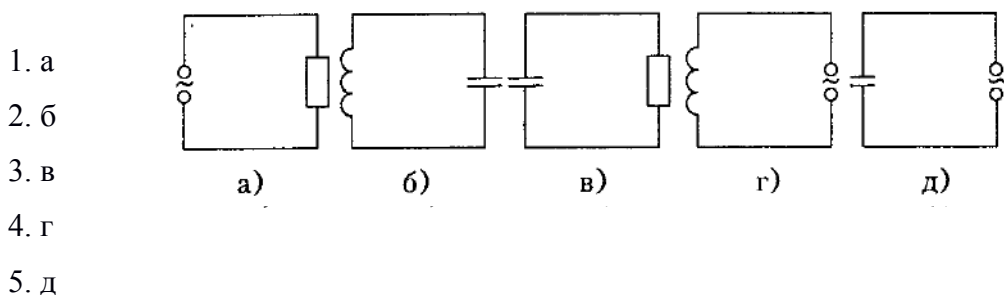 1. а
2. б
3. в
4. г
5. д
а) б) в) г) д)